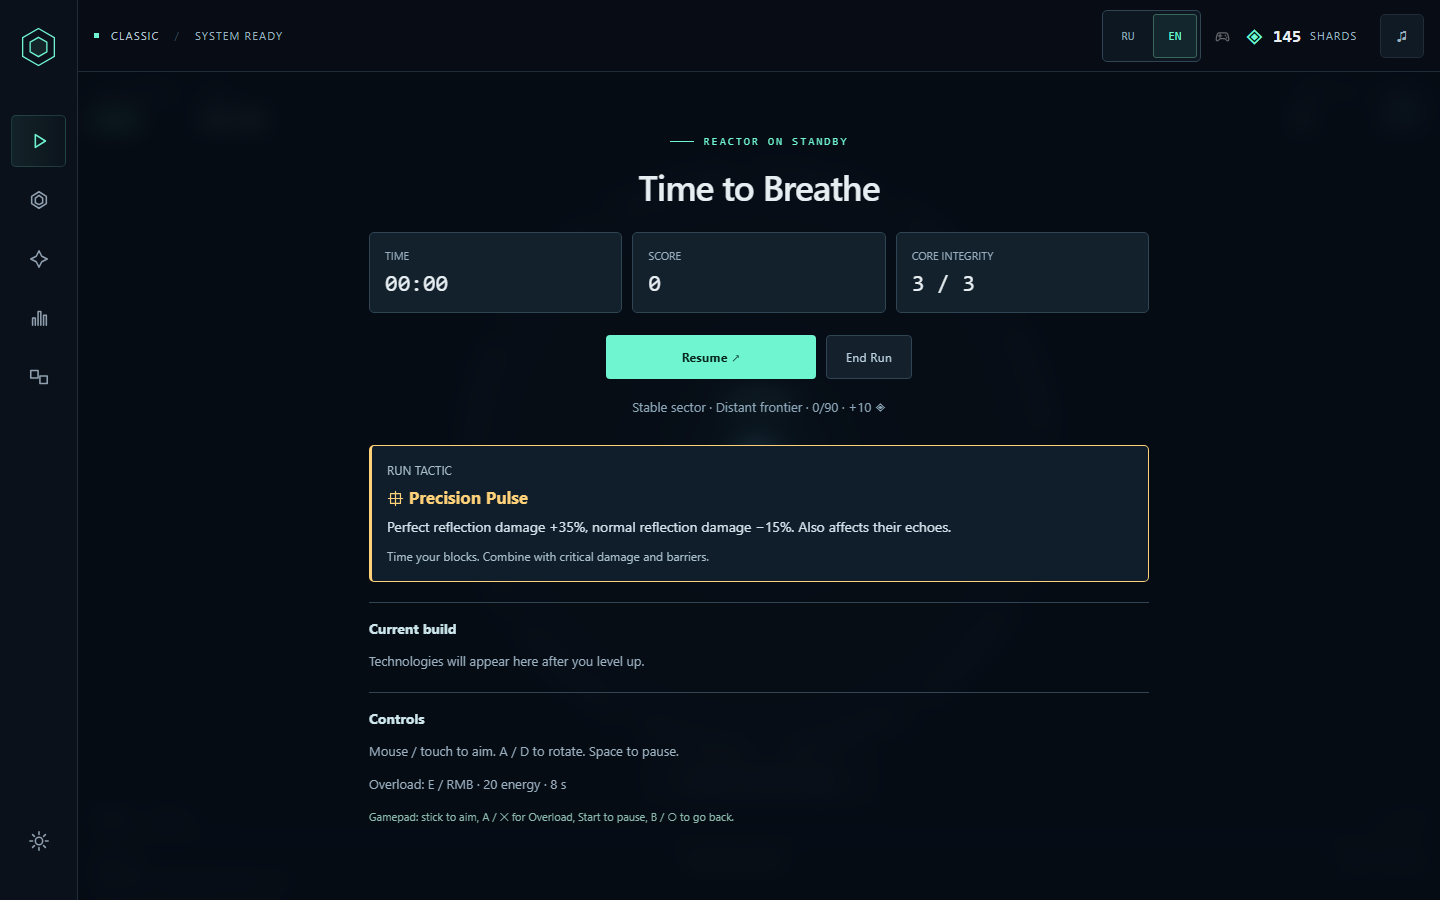 CLASSIC / SYSTEM READY
RU EN 145 SHARDS
REACTOR ON STANDBY
Time to Breathe
TIME
00:00
SCORE
0
CORE INTEGRITY
3 / 3
Resume ↗
End Run
Stable sector · Distant frontier · 0/90 · +10 ◈
RUN TACTIC
Precision Pulse
Perfect reflection damage +35%, normal reflection damage −15%. Also affects their echoes.
Time your blocks. Combine with critical damage and barriers.
Current build
Technologies will appear here after you level up.
Controls
Mouse / touch to aim. A / D to rotate. Space to pause.
Overload: E / RMB · 20 energy · 8 s
Gamepad: stick to aim, A / ✕ for Overload, Start to pause, B / ○ to go back.